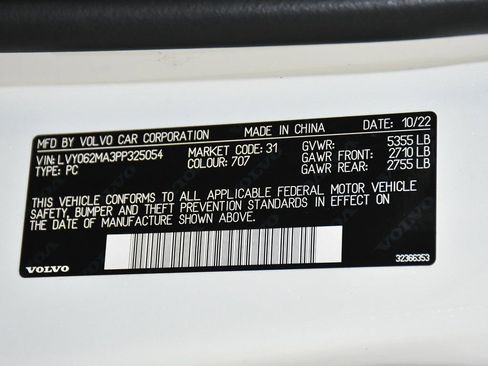 MFD BY VOLVO CAR CORPORATION MADE IN CHINA DATE: 10/22
VIN: LVY062MA3PP325054 MARKET CODE: 31 GVWR: 5355 LB
TYPE: PC COLOUR: 707 GAWR FRONT: 2710 LB
GAWR REAR: 2755 LB
THIS VEHICLE CONFORMS TO ALL APPLICABLE FEDERAL MOTOR VEHICLE
SAFETY, BUMPER AND THEFT PREVENTION STANDARDS IN EFFECT ON
THE DATE OF MANUFACTURE SHOWN ABOVE.
VOLVO 32366353